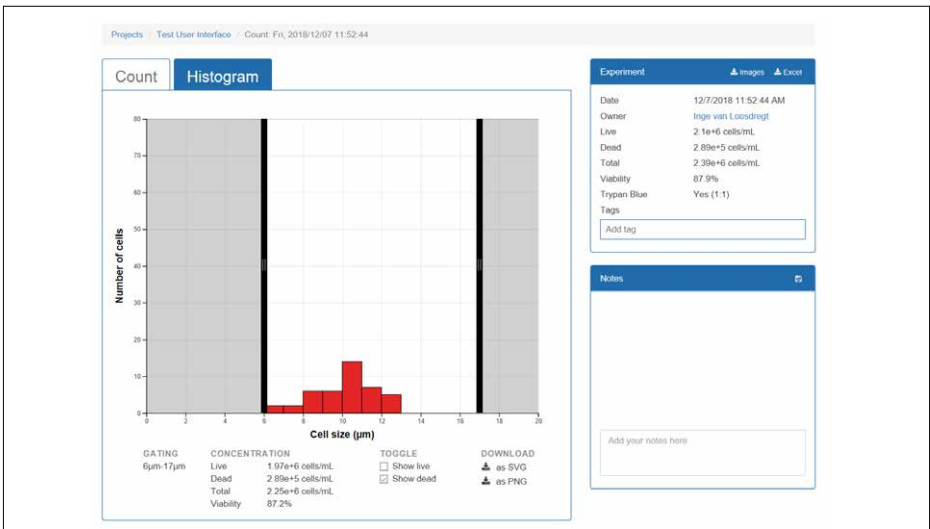 Projects / Test User Interface / Count: Fri, 2018/12/07 11:52:44
Count
Histogram
80
70
60
50
40
30
20
10
0
Number of cells
0 2 4 6 8 10 12 14 16 18 20
Cell size (µm)
GATING
6µm-17µm
CONCENTRATION
Live 1.97e+6 cells/mL
Dead 2.89e+5 cells/mL
Total 2.25e+6 cells/mL
Viability 87.2%
TOGGLE
Show live
Show dead
DOWNLOAD
as SVG
as PNG
Experiment Images Excel
Date 12/7/2018 11:52:44 AM
Owner Inge van Loosdregt
Live 2.1e+6 cells/mL
Dead 2.89e+5 cells/mL
Total 2.39e+6 cells/mL
Viability 87.9%
Trypan Blue Yes (1:1)
Tags
Add tag
Notes
Add your notes here